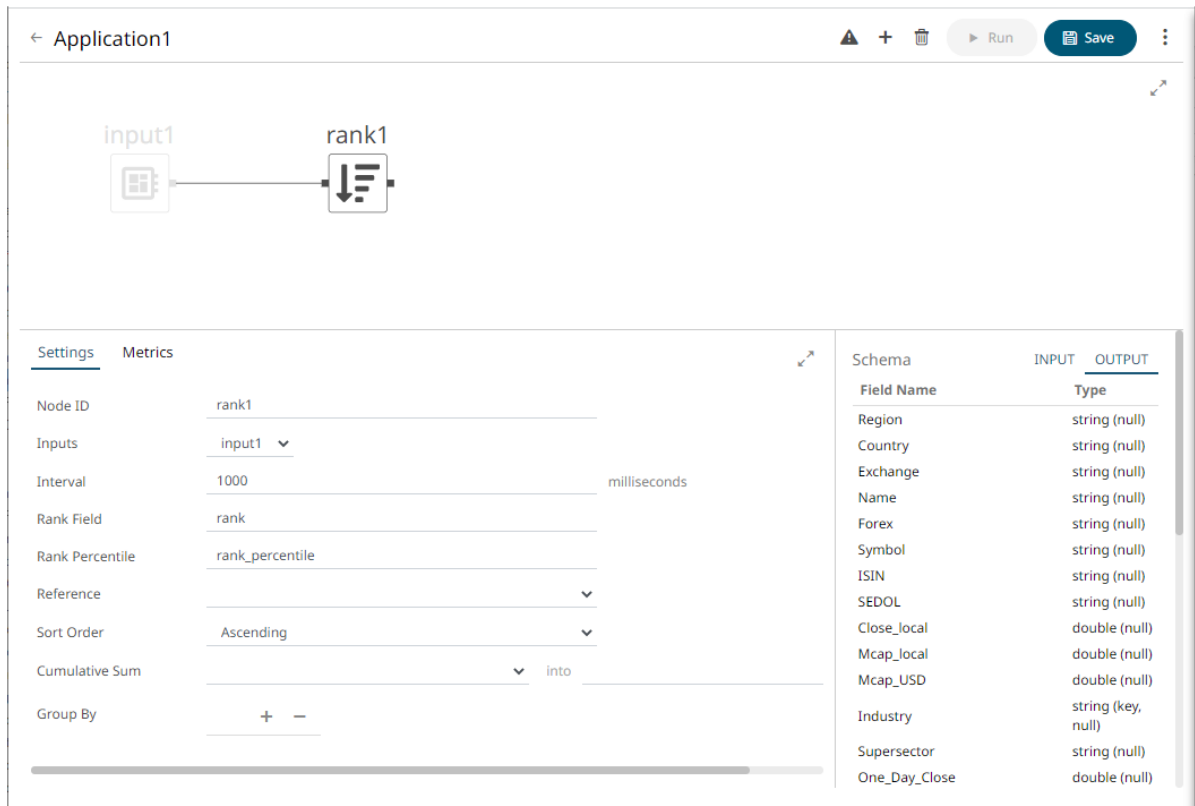 Application1
Run
Save
input1
rank1
Settings
Metrics
Node ID
rank1
Inputs
input1
Interval
1000
milliseconds
Rank Field
rank
Rank Percentile
rank_percentile
Reference
Sort Order
Ascending
Cumulative Sum
into
Group By
Schema
INPUT
OUTPUT
Field Name Type
Region string (null)
Country string (null)
Exchange string (null)
Name string (null)
Forex string (null)
Symbol string (null)
ISIN string (null)
SEDOL string (null)
Close_local double (null)
Mcap_local double (null)
Mcap_USD double (null)
Industry string (key,
null)
Supersector string (null)
One_Day_Close double (null)